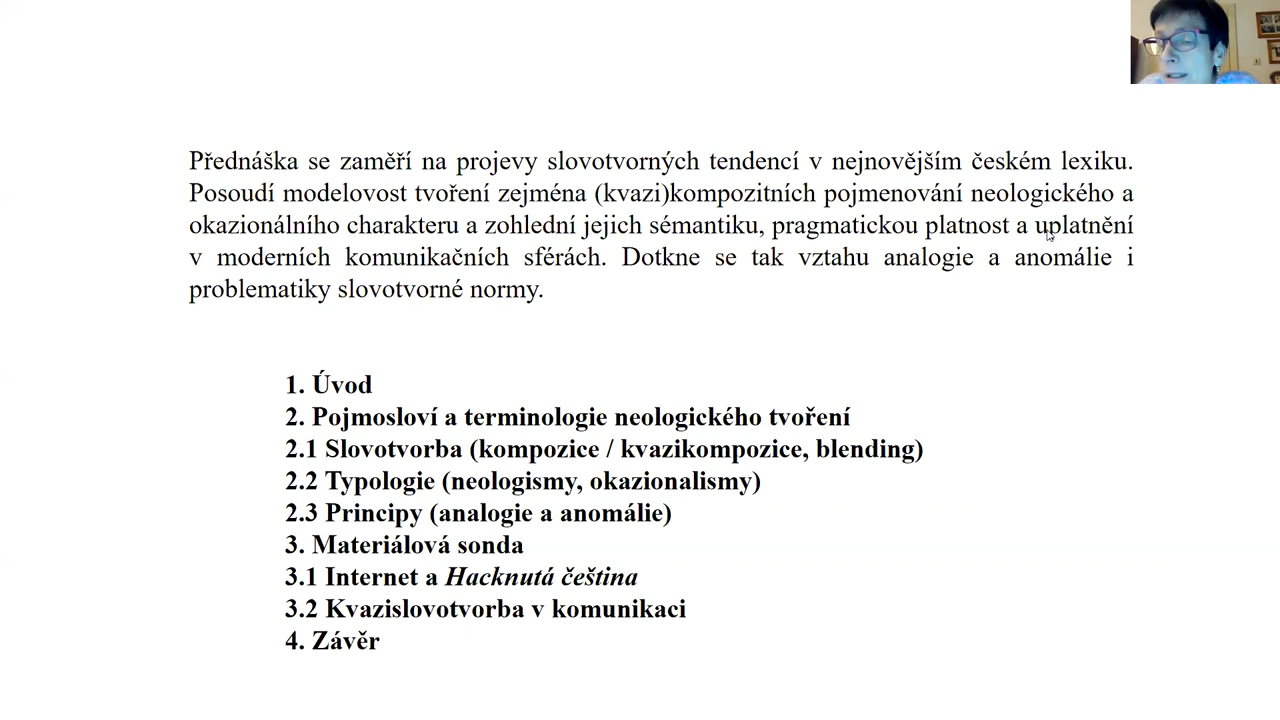 Přednáška se zaměří na projevy slovotvorných tendencí v nejnovějším českém lexiku.
Posoudí modelovost tvoření zejména (kvazi)kompozitních pojmenování neologického a
okazionálního charakteru a zohlední jejich sémantiku, pragmatickou platnost a uplatnění
v moderních komunikačních sférách. Dotkne se tak vztahu analogie a anomálie i
problematiky slovotvorné normy.
1. Úvod
2. Pojmosloví a terminologie neologického tvoření
2.1 Slovotvorba (kompozice / kvazikompozice, blending)
2.2 Typologie (neologismy, okazionalismy)
2.3 Principy (analogie a anomálie)
3. Materiálová sonda
3.1 Internet a Hacknutá čeština
3.2 Kvazislovotvorba v komunikaci
4. Závěr